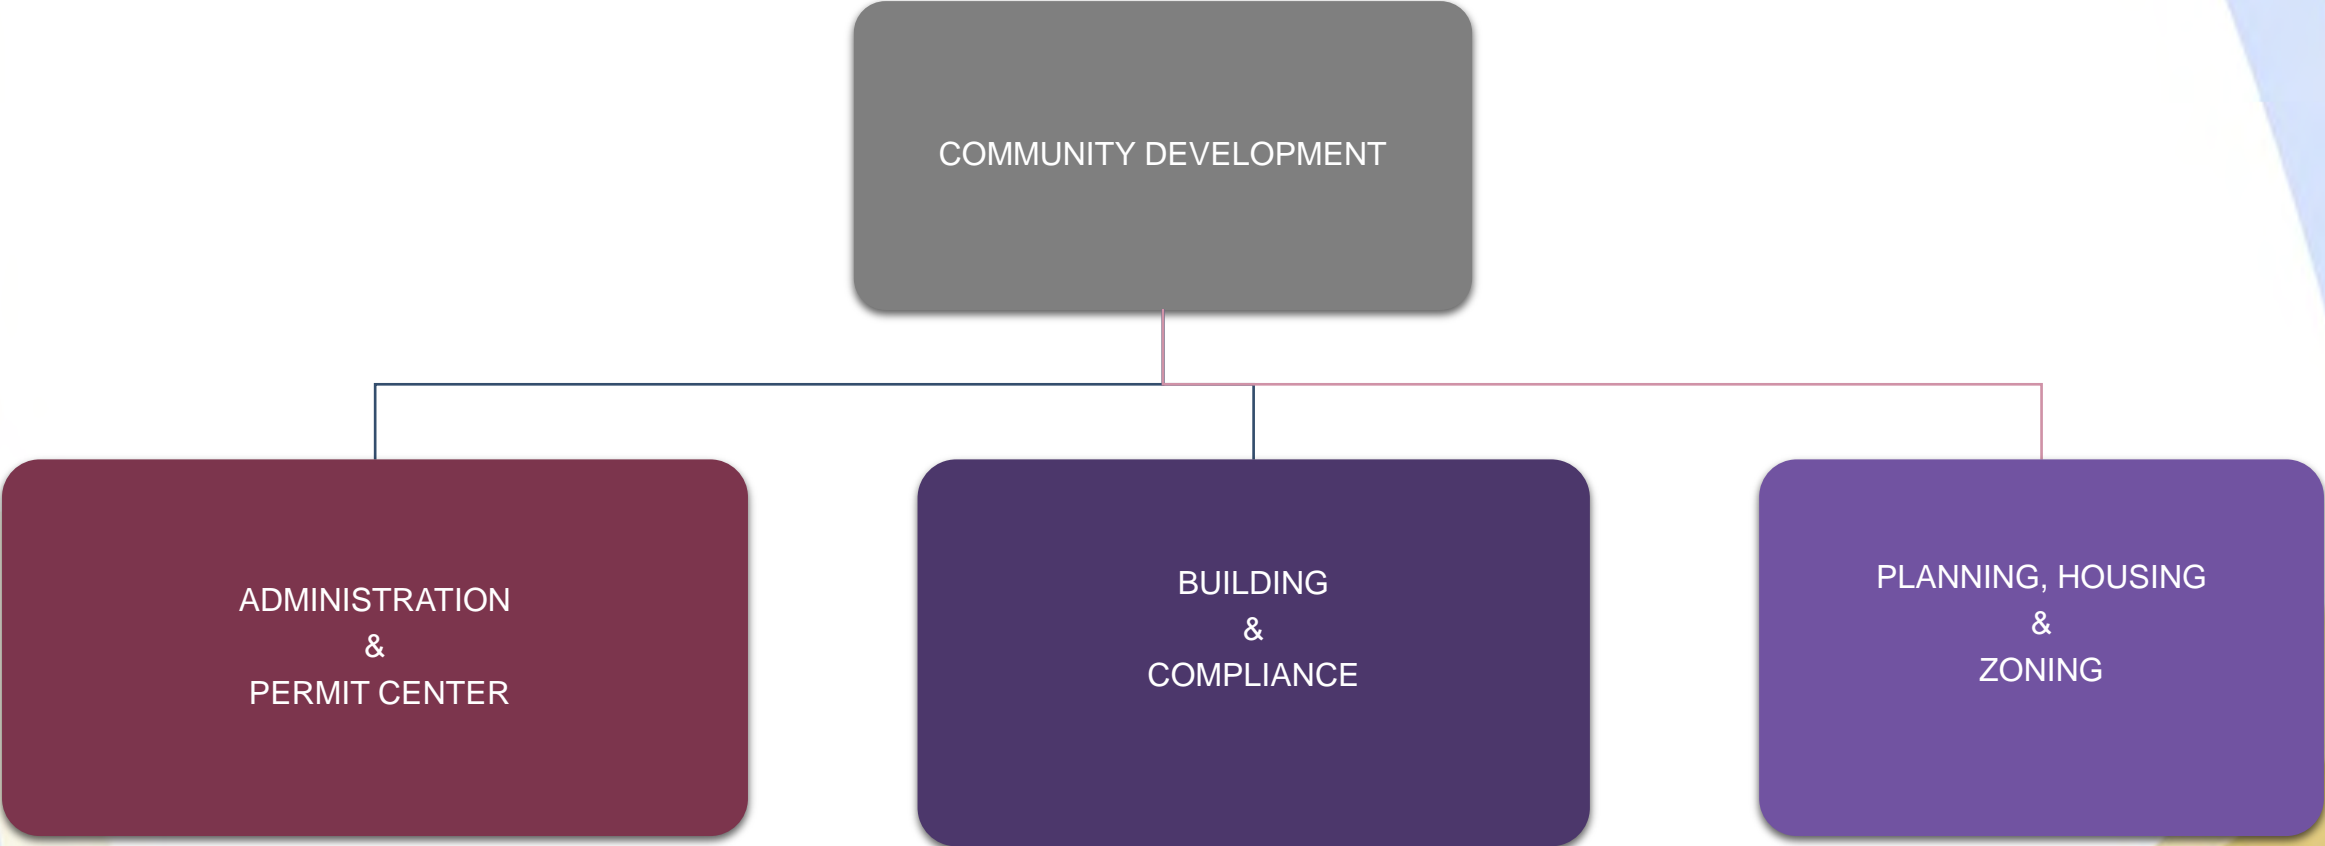 COMMUNITY DEVELOPMENT
ADMINISTRATION
&
PERMIT CENTER
BUILDING
&
COMPLIANCE
PLANNING, HOUSING
&
ZONING